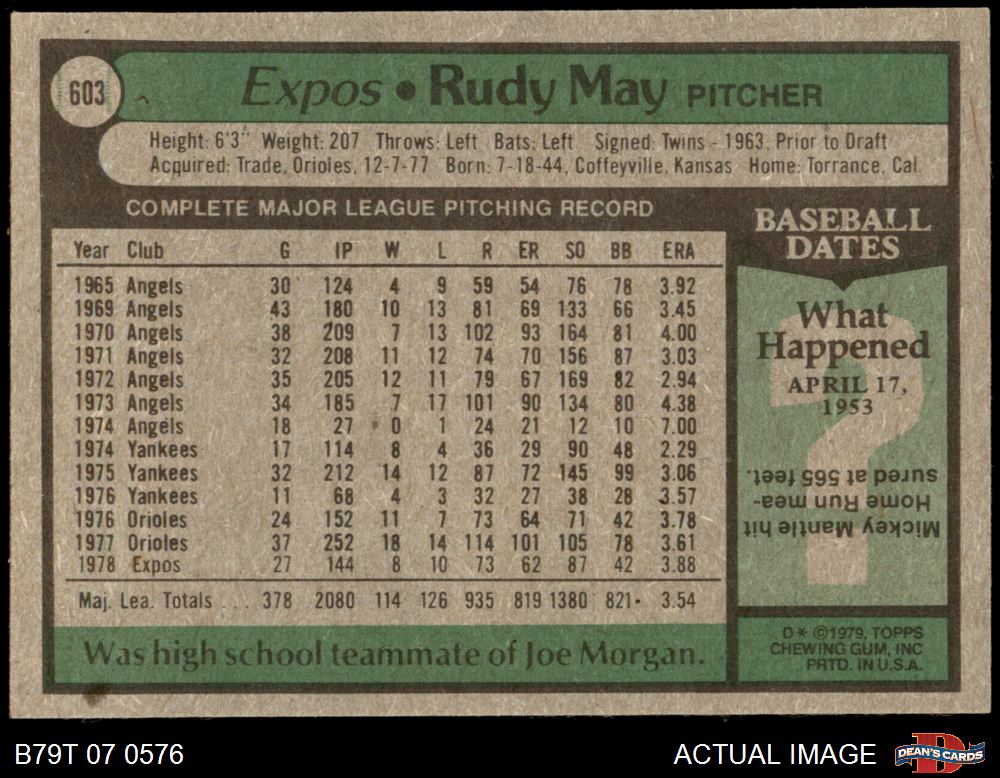 603
Expos • Rudy May PITCHER
Height: 6'3" Weight: 207 Throws: Left Bats: Left Signed: Twins - 1963, Prior to Draft
Acquired: Trade, Orioles, 12-7-77 Born: 7-18-44, Coffeyville, Kansas Home: Torrance, Cal.
COMPLETE MAJOR LEAGUE PITCHING RECORD
Year Club G IP W L R ER SO BB ERA
1965 Angels 30 124 4 9 59 54 76 78 3.92
1969 Angels 43 180 10 13 81 69 133 66 3.45
1970 Angels 38 209 7 13 102 93 164 81 4.00
1971 Angels 32 208 11 12 74 70 156 87 3.03
1972 Angels 35 205 12 11 79 67 169 82 2.94
1973 Angels 34 185 7 17 101 90 134 80 4.38
1974 Angels 18 27 0 1 24 21 12 10 7.00
1974 Yankees 17 114 8 4 36 29 90 48 2.29
1975 Yankees 32 212 14 12 87 72 145 99 3.06
1976 Yankees 11 68 4 3 32 27 38 28 3.57
1976 Orioles 24 152 11 7 73 64 71 42 3.78
1977 Orioles 37 252 18 14 114 101 105 78 3.61
1978 Expos 27 144 8 10 73 62 87 42 3.88
Maj. Lea. Totals . . . 378 2080 114 126 935 819 1380 821 3.54
Was high school teammate of Joe Morgan.
BASEBALL
DATES
What
Happened
APRIL 17,
1953
Mickey Mantle hit
Home Run mea-
sured at 565 feet.
D* ©1979, TOPPS
CHEWING GUM, INC
PRTD. IN U.S.A.
B79T 07 0576
ACTUAL IMAGE
DEAN'S CARDS